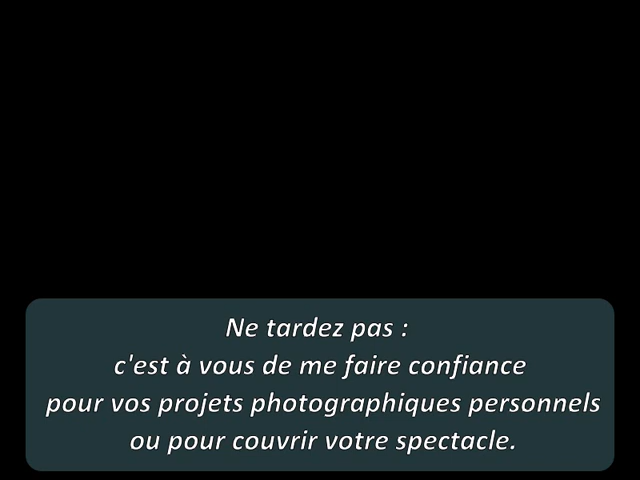 Ne tardez pas :
c'est à vous de me faire confiance
pour vos projets photographiques personnels
ou pour couvrir votre spectacle.